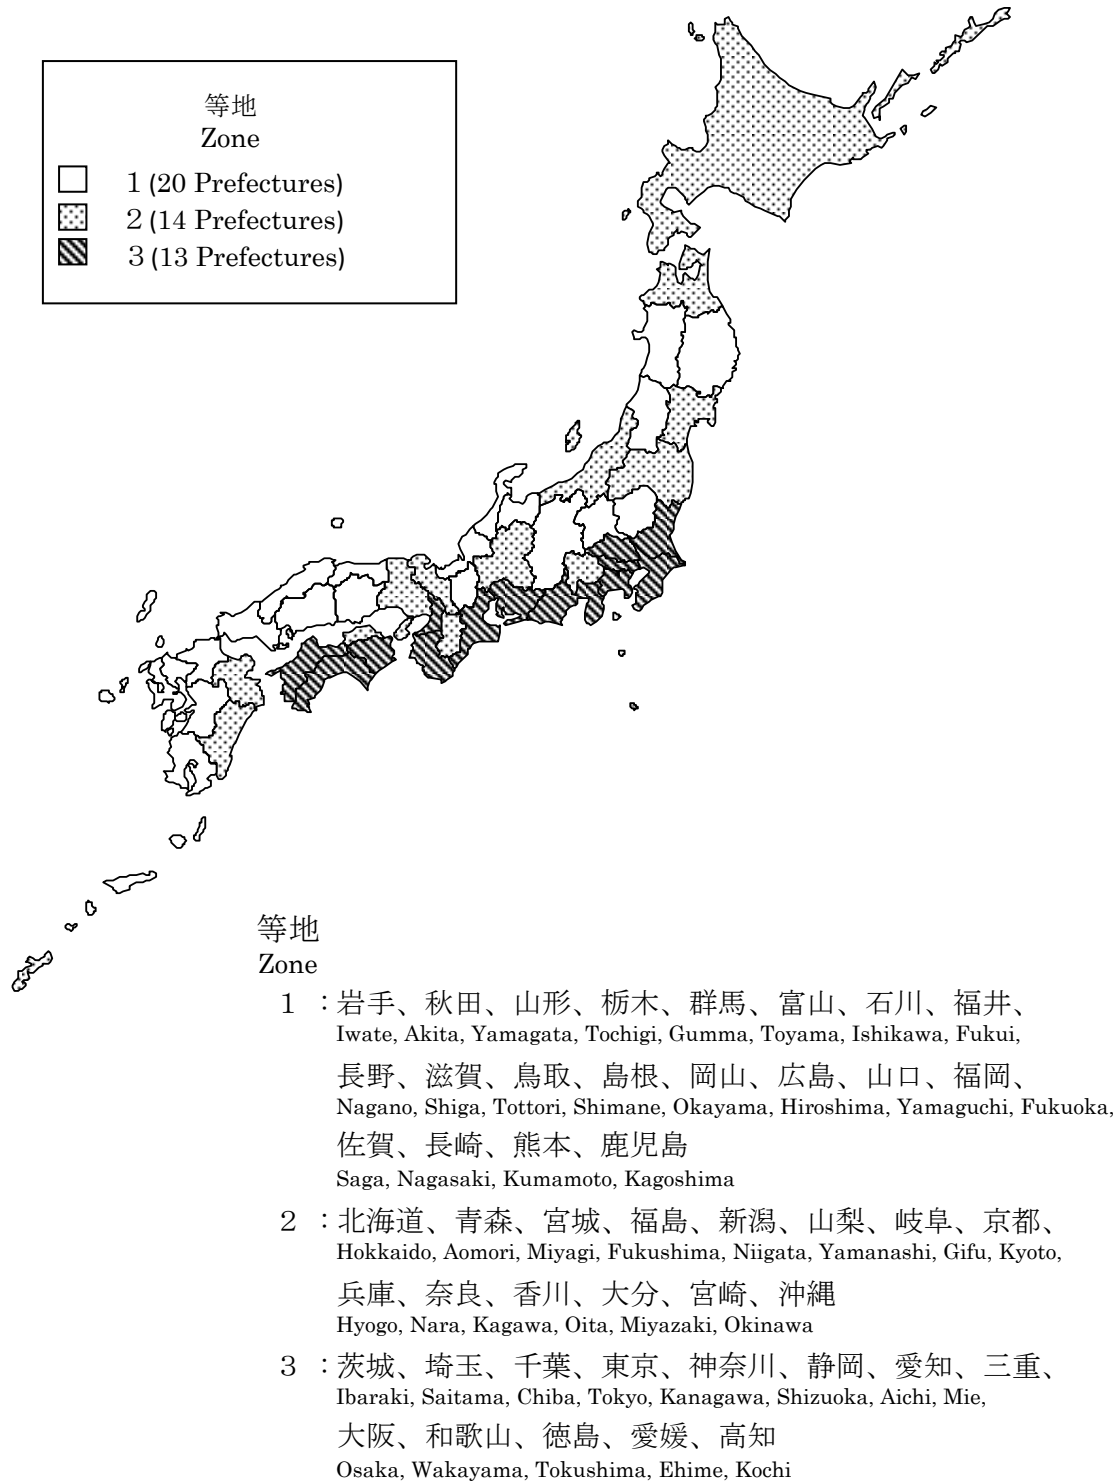 等地
Zone
1 (20 Prefectures)
2 (14 Prefectures)
3 (13 Prefectures)
等地
Zone
1 :岩手、秋田、山形、栃木、群馬、富山、石川、福井、
Iwate, Akita, Yamagata, Tochigi, Gumma, Toyama, Ishikawa, Fukui,
長野、滋賀、鳥取、島根、岡山、広島、山口、福岡、
Nagano, Shiga, Tottori, Shimane, Okayama, Hiroshima, Yamaguchi, Fukuoka,
佐賀、長崎、熊本、鹿児島
Saga, Nagasaki, Kumamoto, Kagoshima
2 :北海道、青森、宮城、福島、新潟、山梨、岐阜、京都、
Hokkaido, Aomori, Miyagi, Fukushima, Niigata, Yamanashi, Gifu, Kyoto,
兵庫、奈良、香川、大分、宮崎、沖縄
Hyogo, Nara, Kagawa, Oita, Miyazaki, Okinawa
3 :茨城、埼玉、千葉、東京、神奈川、静岡、愛知、三重、
Ibaraki, Saitama, Chiba, Tokyo, Kanagawa, Shizuoka, Aichi, Mie,
大阪、和歌山、徳島、愛媛、高知
Osaka, Wakayama, Tokushima, Ehime, Kochi